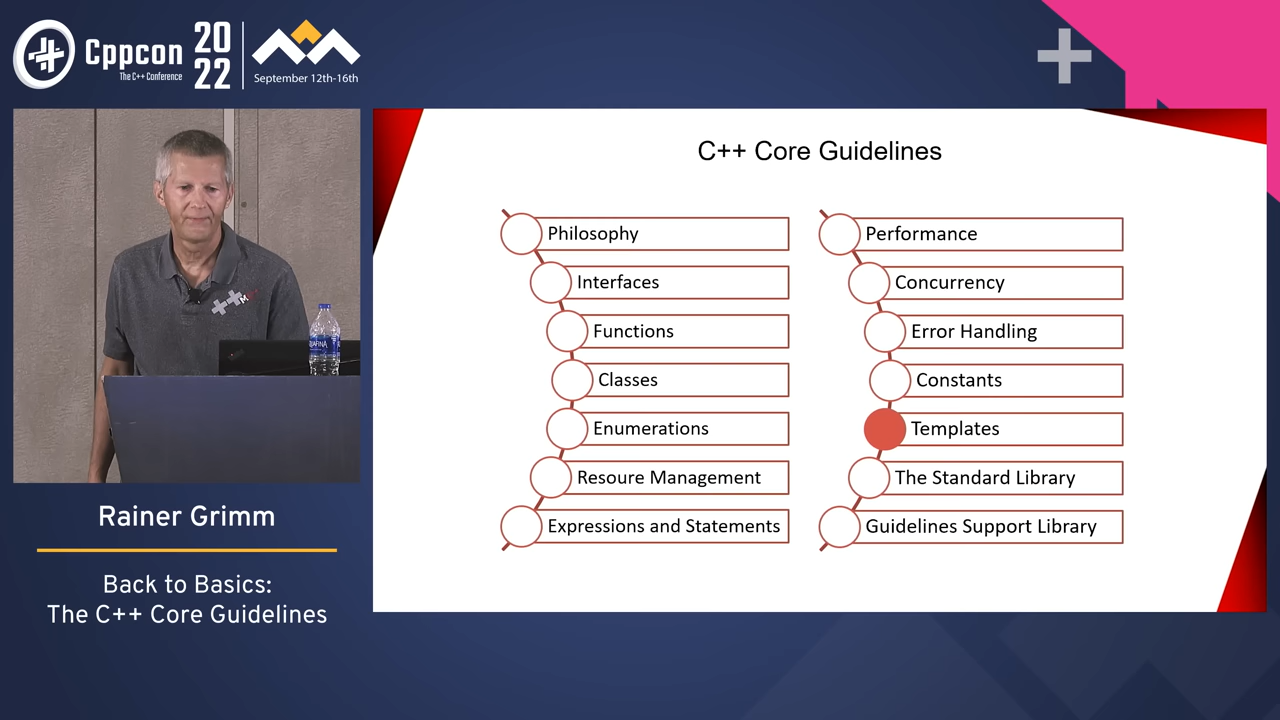 Cppcon
The C++ Conference
20
22
September 12th-16th
C++ Core Guidelines
Philosophy
Interfaces
Functions
Classes
Enumerations
Resoure Management
Expressions and Statements
Performance
Concurrency
Error Handling
Constants
Templates
The Standard Library
Guidelines Support Library
Rainer Grimm
Back to Basics:
The C++ Core Guidelines